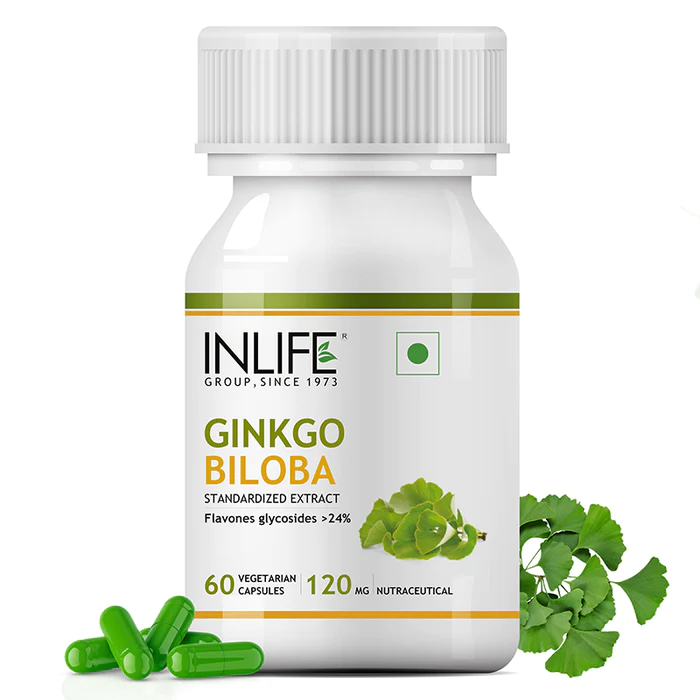 INLIFE®
GROUP, SINCE 1973
GINKGO
BILOBA
STANDARDIZED EXTRACT
Flavones glycosides >24%
60 VEGETARIAN CAPSULES | 120 MG | NUTRACEUTICAL